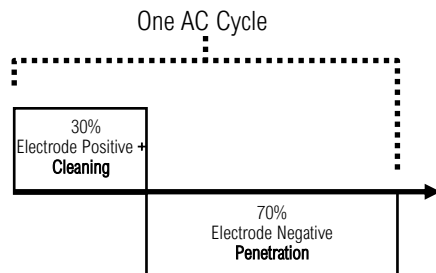 One AC Cycle
30%
Electrode Positive +
Cleaning
70%
Electrode Negative
Penetration